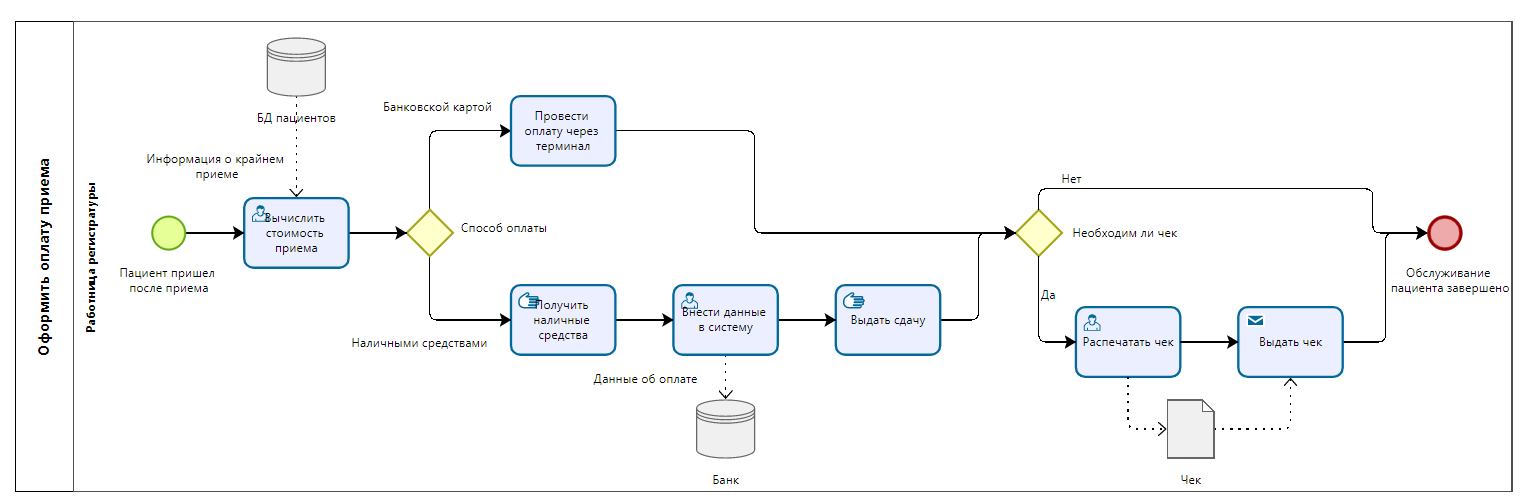 Оформить оплату приема
Работница регистратуры
БД пациентов
Информация о крайнем
приеме
Пациент пришел
после приема
Вычислить
стоимость
приема
Способ оплаты
Банковской картой
Провести
оплату через
терминал
Наличными средствами
Получить
наличные
средства
Внести данные
в систему
Выдать сдачу
Данные об оплате
Банк
Необходим ли чек
Нет
Да
Распечатать чек
Выдать чек
Чек
Обслуживание
пациента завершено